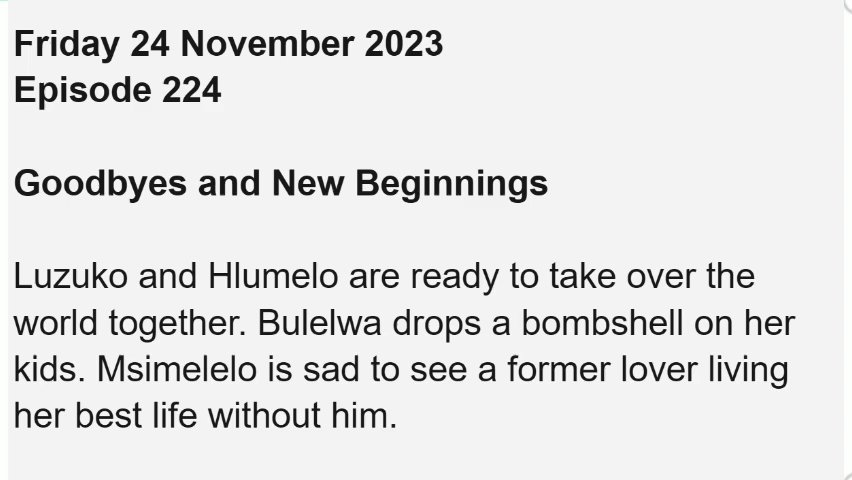 Friday 24 November 2023
Episode 224
Goodbyes and New Beginnings
Luzuko and Hlumelo are ready to take over the
world together. Bulelwa drops a bombshell on her
kids. Msimelelo is sad to see a former lover living
her best life without him.